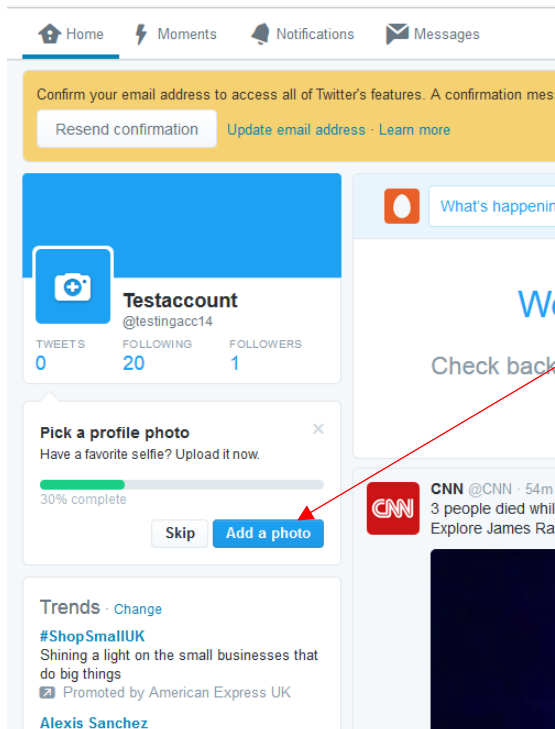 Home Moments Notifications Messages
Confirm your email address to access all of Twitter's features. A confirmation mes
Resend confirmation Update email address · Learn more
What's happenin
Testaccount
@testingacc14
TWEETS FOLLOWING FOLLOWERS
0 20 1
We
Check back
Pick a profile photo
Have a favorite selfie? Upload it now.
30% complete
Skip Add a photo
CNN
CNN @CNN · 54m
3 people died whil
Explore James Ra
Trends · Change
#ShopSmallUK
Shining a light on the small businesses that
do big things
Promoted by American Express UK
Alexis Sanchez